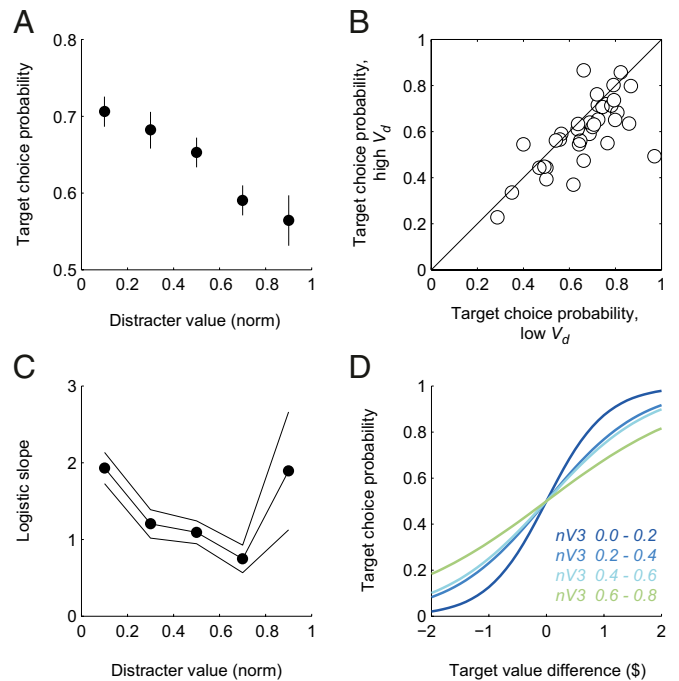 A
0.8
0.7
0.6
0.5
Target choice probability
0
0.2
0.4
0.6
0.8
1
Distracter value (norm)
B
1
0.8
0.6
0.4
0.2
0
Target choice probability,
high Vd
0
0.2
0.4
0.6
0.8
1
Target choice probability,
low Vd
C
3
2
1
0
Logistic slope
0
0.2
0.4
0.6
0.8
1
Distracter value (norm)
D
1
0.8
0.6
0.4
0.2
0
Target choice probability
nV3 0.0 - 0.2
nV3 0.2 - 0.4
nV3 0.4 - 0.6
nV3 0.6 - 0.8
−2
−1
0
1
2
Target value difference ($)